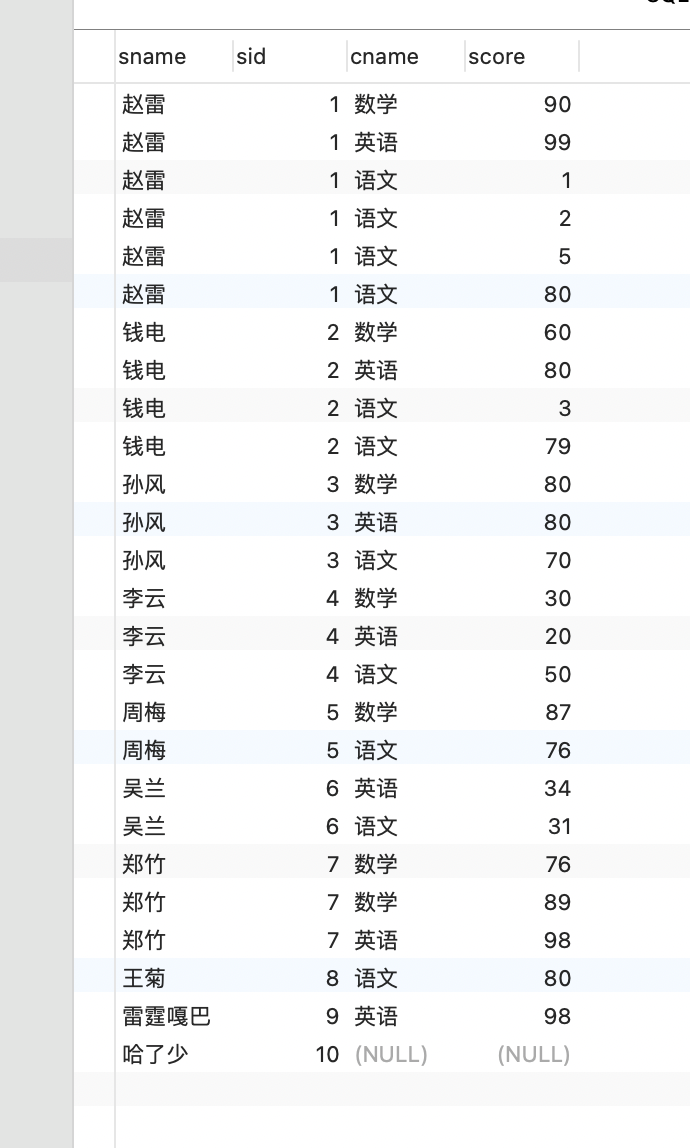 sname sid cname score
赵雷 1 数学 90
赵雷 1 英语 99
赵雷 1 语文 1
赵雷 1 语文 2
赵雷 1 语文 5
赵雷 1 语文 80
钱电 2 数学 60
钱电 2 英语 80
钱电 2 语文 3
钱电 2 语文 79
孙风 3 数学 80
孙风 3 英语 80
孙风 3 语文 70
李云 4 数学 30
李云 4 英语 20
李云 4 语文 50
周梅 5 数学 87
周梅 5 语文 76
吴兰 6 英语 34
吴兰 6 语文 31
郑竹 7 数学 76
郑竹 7 数学 89
郑竹 7 英语 98
王菊 8 语文 80
雷霆嘎巴 9 英语 98
哈了少 10 (NULL) (NULL)